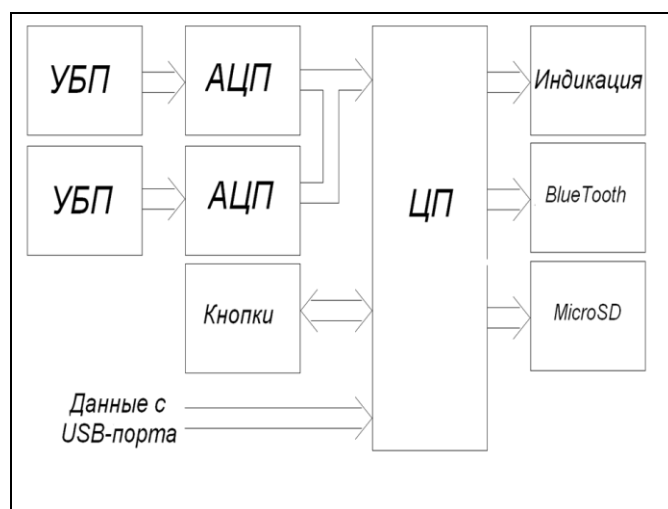 УБП
АЦП
Индикация
УБП
АЦП
ЦП
BlueTooth
Кнопки
MicroSD
Данные с
USB-порта